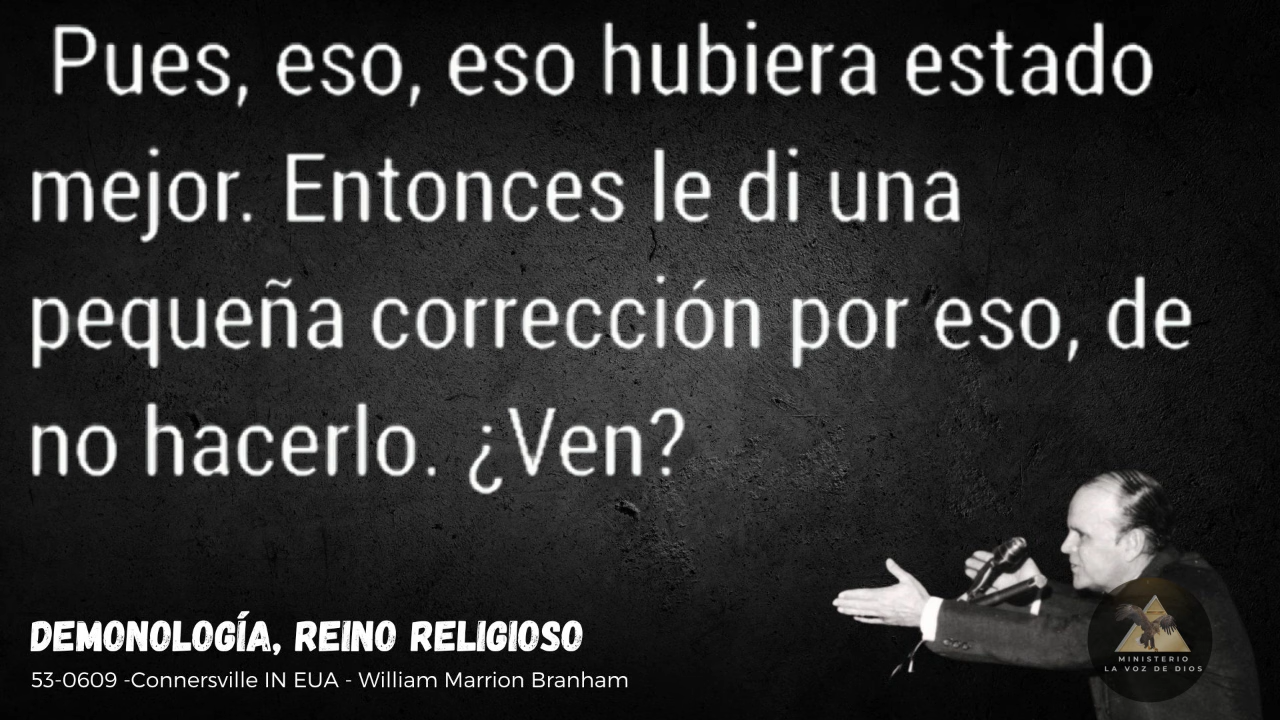 Pues, eso, eso hubiera estado
mejor. Entonces le di una
pequeña corrección por eso, de
no hacerlo. ¿Ven?
DEMONOLOGÍA, REINO RELIGIOSO
53-0609 -Connersville IN EUA - William Marrion Branham
MINISTERIO
LA VOZ DE DIOS